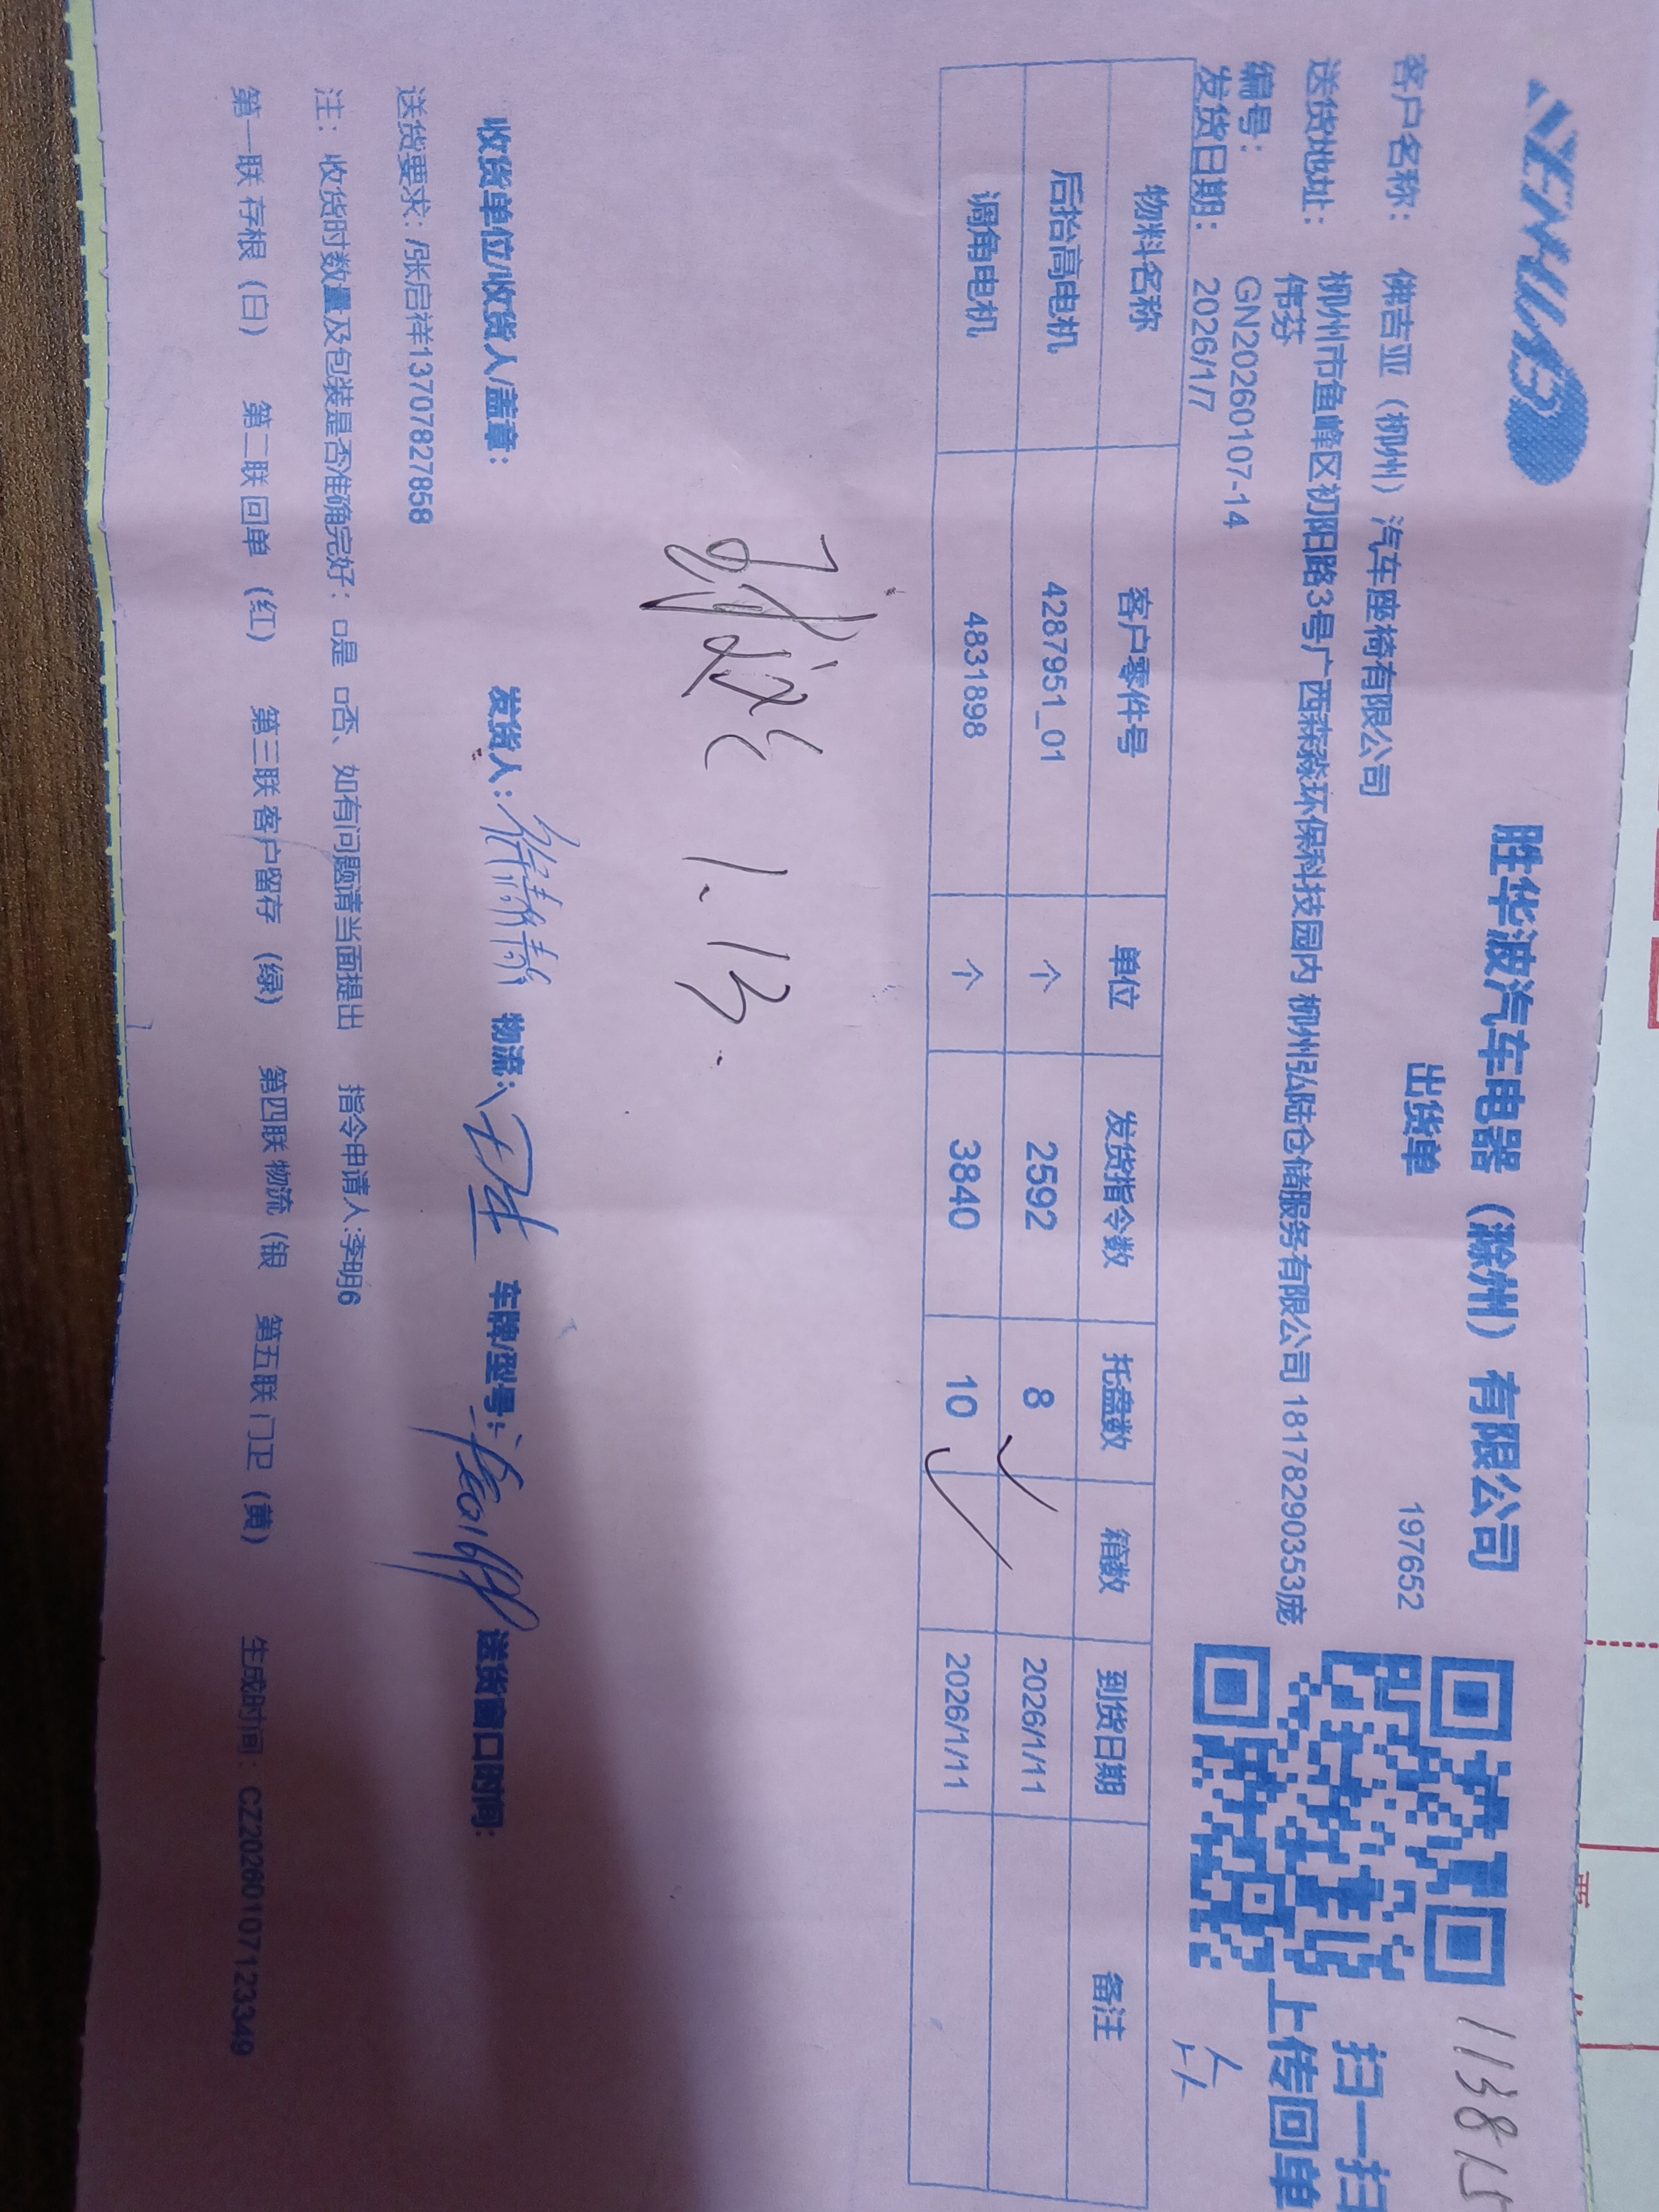 SENHUABO
胜华波汽车电器（滁州）有限公司
出货单
197652
11381
扫一扫
上传回单
客户名称： 佛吉亚（柳州）汽车座椅有限公司
送货地址： 柳州市鱼峰区初阳路3号广西森淼环保科技园内 柳州弘陆仓储服务有限公司 18178290353庞
伟芬
编号： GN20260107-14
发货日期： 2026/1/7
物料名称 客户零件号 单位 发货指令数 托盘数 箱数 到货日期 备注
后抬高电机 4287951_01 个 2592 8 2026/1/11
调角电机 4831898 个 3840 10 2026/1/11
1.13.
收货单位/收货人/盖章： 发货人： 物流： 车牌/型号： 送货窗口时间:
送货要求：/张启祥13707827858
注： 收货时数量及包装是否准确完好：□是 □否、如有问题请当面提出 指令申请人:李明6
第一联 存根（白） 第二联 回单（红） 第三联 客户留存（绿） 第四联 物流（银 第五联 门卫（黄） 生成时间：CZ20260107123349